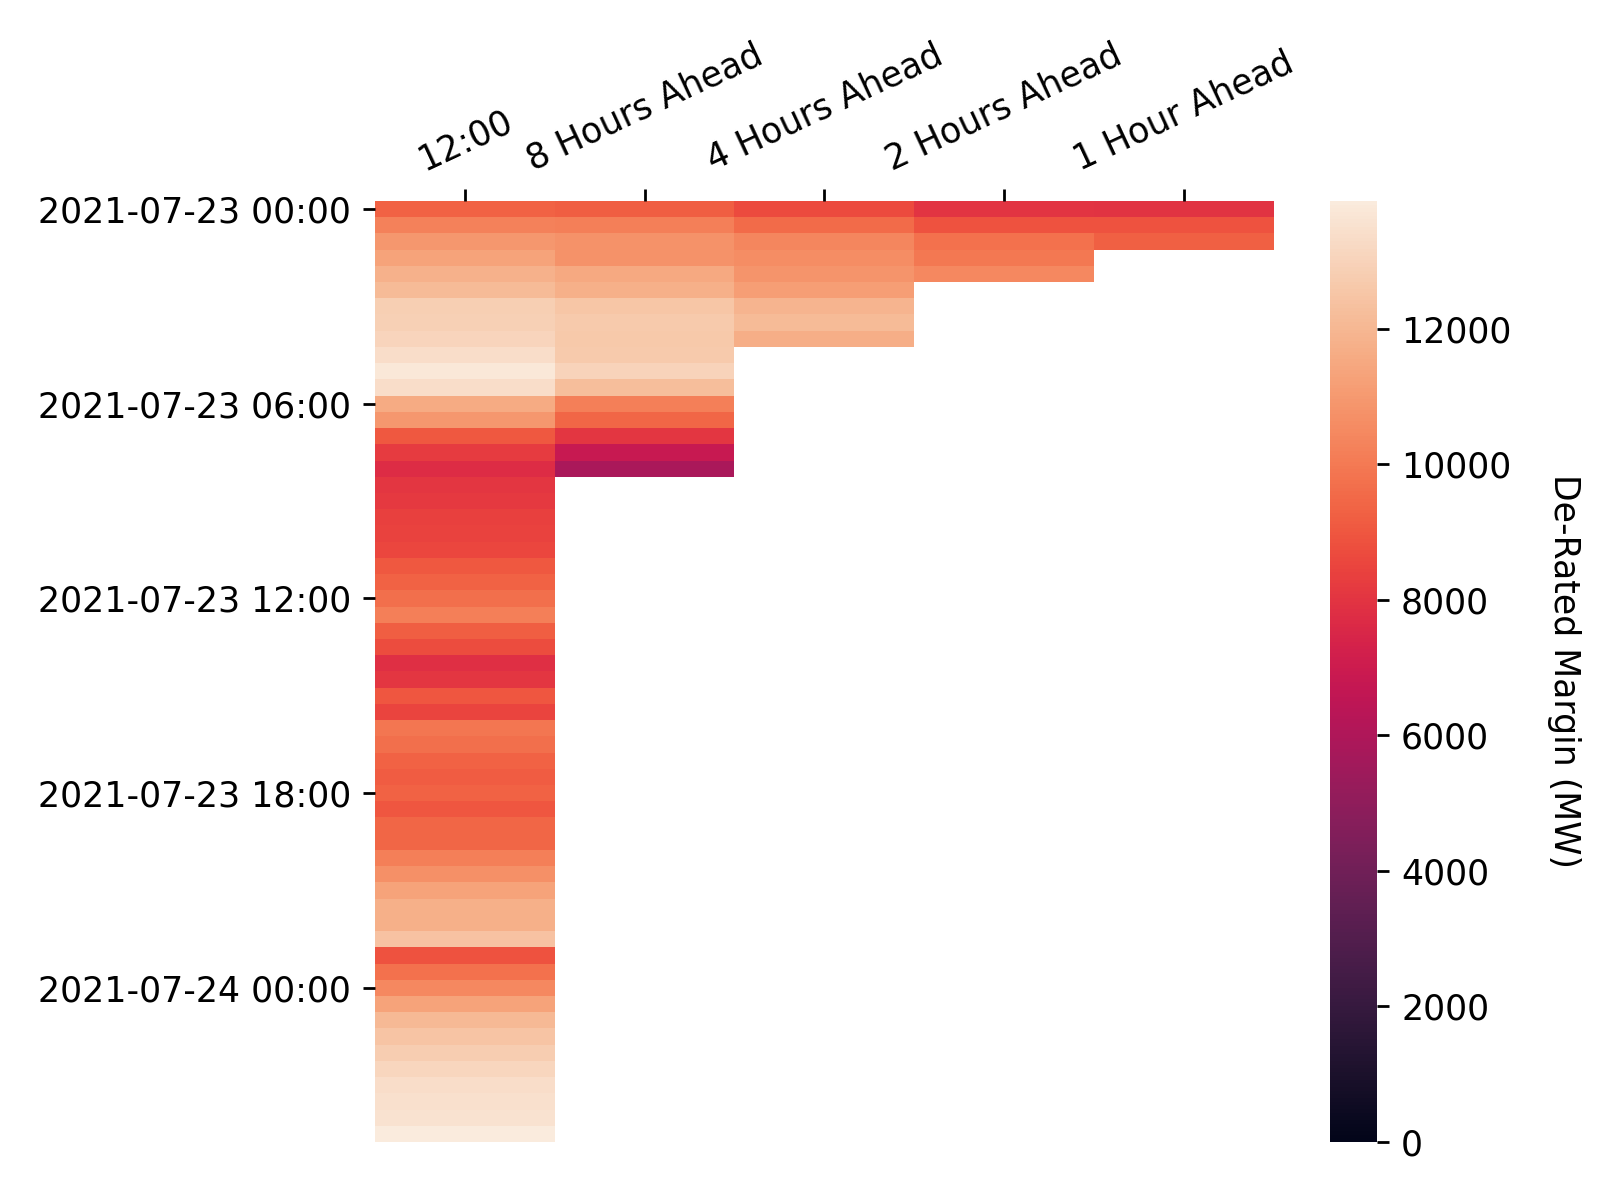 12:00
8 Hours Ahead
4 Hours Ahead
2 Hours Ahead
1 Hour Ahead
2021-07-23 00:00
2021-07-23 06:00
2021-07-23 12:00
2021-07-23 18:00
2021-07-24 00:00
12000
10000
8000
6000
4000
2000
0
De-Rated Margin (MW)